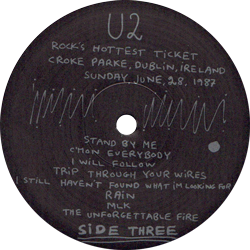 U2
ROCK'S HOTTEST TICKET
CROKE PARKE, DUBLIN, IRELAND
SUNDAY, JUNE, 28. 1987
STAND BY ME
C'MON EVERYBODY
I WILL FOLLOW
TRIP THROUGH YOUR WIRES
I STILL HAVEN'T FOUND WHAT IM LOOKING FOR
RAIN
MLK
THE UNFORGETTABLE FIRE
SIDE THREE